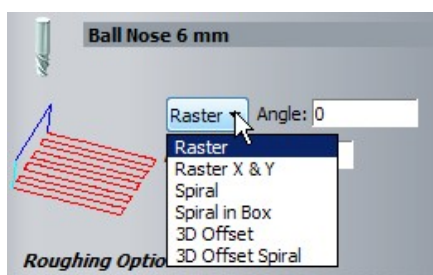 Ball Nose 6 mm
Raster Angle: 0
Raster
Raster X & Y
Spiral
Spiral in Box
3D Offset
3D Offset Spiral
Roughing Optio